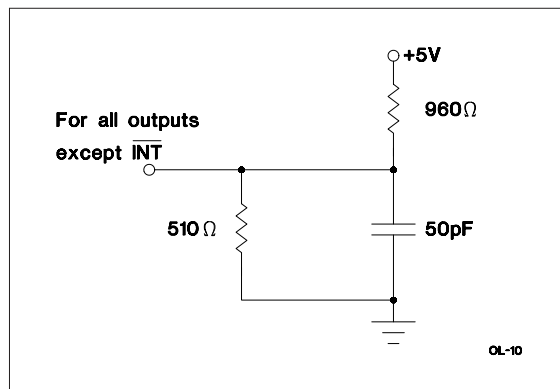 +5V
960Ω
For all outputs
except INT
510Ω
50pF
OL-10